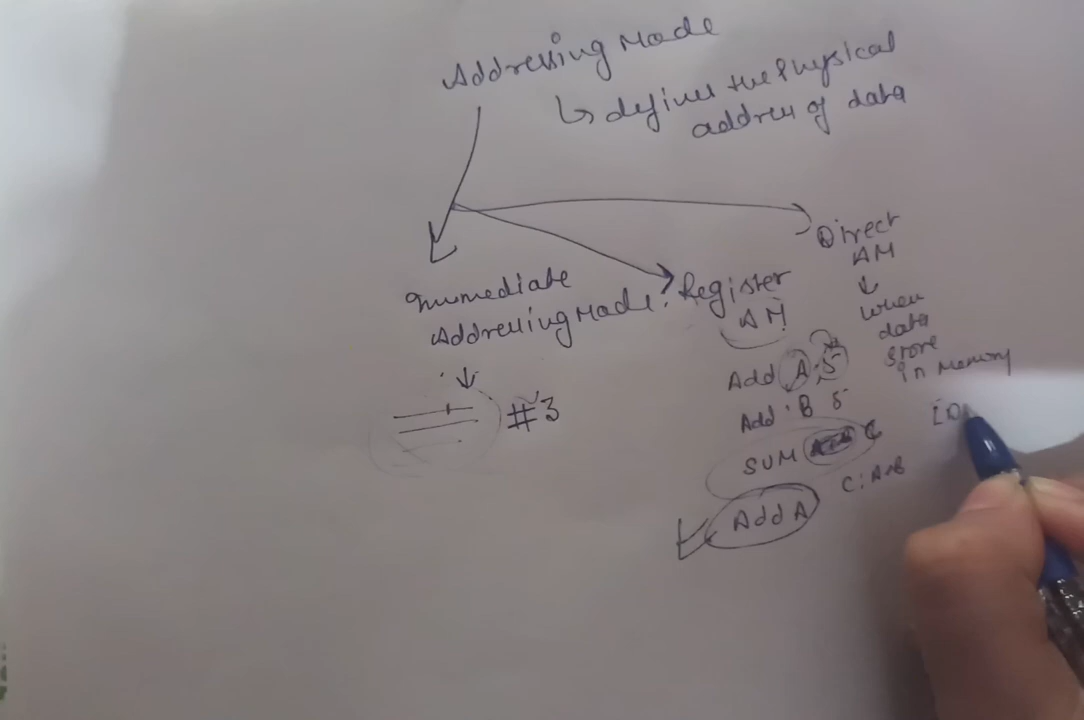 Addressing Mode
↳ defines the Physical
address of data
Immediate
Addressing Mode.
#3
Register
AM
Add A, 5
Add B 5
SUM C
C: A+B
Add A
Direct
AM
↓
when
data
store
in Memory
[0